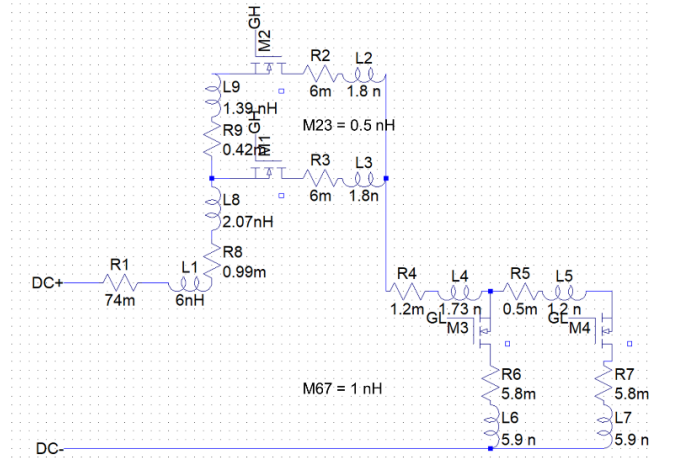 GH
M2
R2 L2
6m 1.8 n
L9
1.39 nH
M23 = 0.5 nH
GH
R9
0.42m
M1
R3 L3
6m 1.8n
L8
2.07nH
R8
0.99m
DC+
R1
74m
L1
6nH
R4 L4
1.2m 1.73 n
R5 L5
0.5m 1.2 n
GL
M3
GL
M4
M67 = 1 nH
R6
5.8m
R7
5.8m
L6
5.9 n
L7
5.9 n
DC-